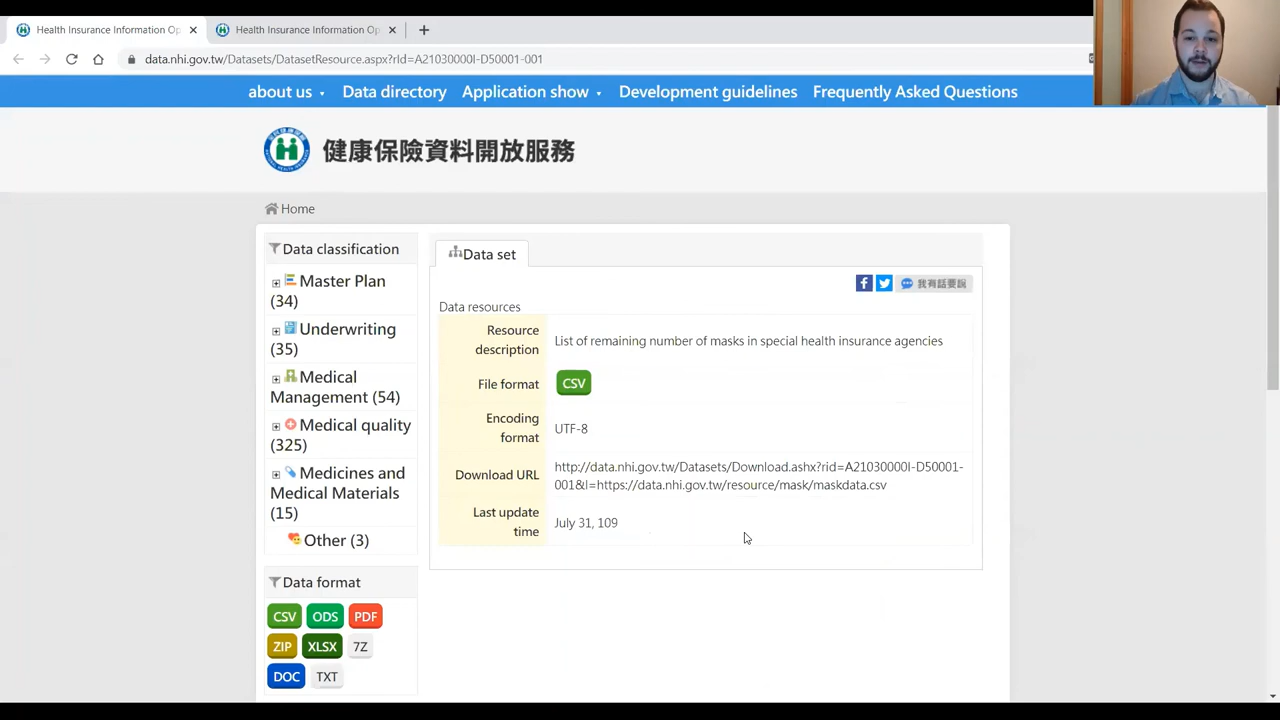 Health Insurance Information Op
Health Insurance Information Op
data.nhi.gov.tw/Datasets/DatasetResource.aspx?rId=A21030000I-D50001-001
about us
Data directory
Application show
Development guidelines
Frequently Asked Questions
健康保險資料開放服務
Home
Data classification
Master Plan
(34)
Underwriting
(35)
Medical
Management (54)
Medical quality
(325)
Medicines and
Medical Materials
(15)
Other (3)
Data format
CSV ODS PDF
ZIP XLSX 7Z
DOC TXT
Data set
我有話要說
Data resources
Resource
description
List of remaining number of masks in special health insurance agencies
File format
CSV
Encoding
format
UTF-8
Download URL
http://data.nhi.gov.tw/Datasets/Download.ashx?rid=A21030000I-D50001-
001&l=https://data.nhi.gov.tw/resource/mask/maskdata.csv
Last update
time
July 31, 109